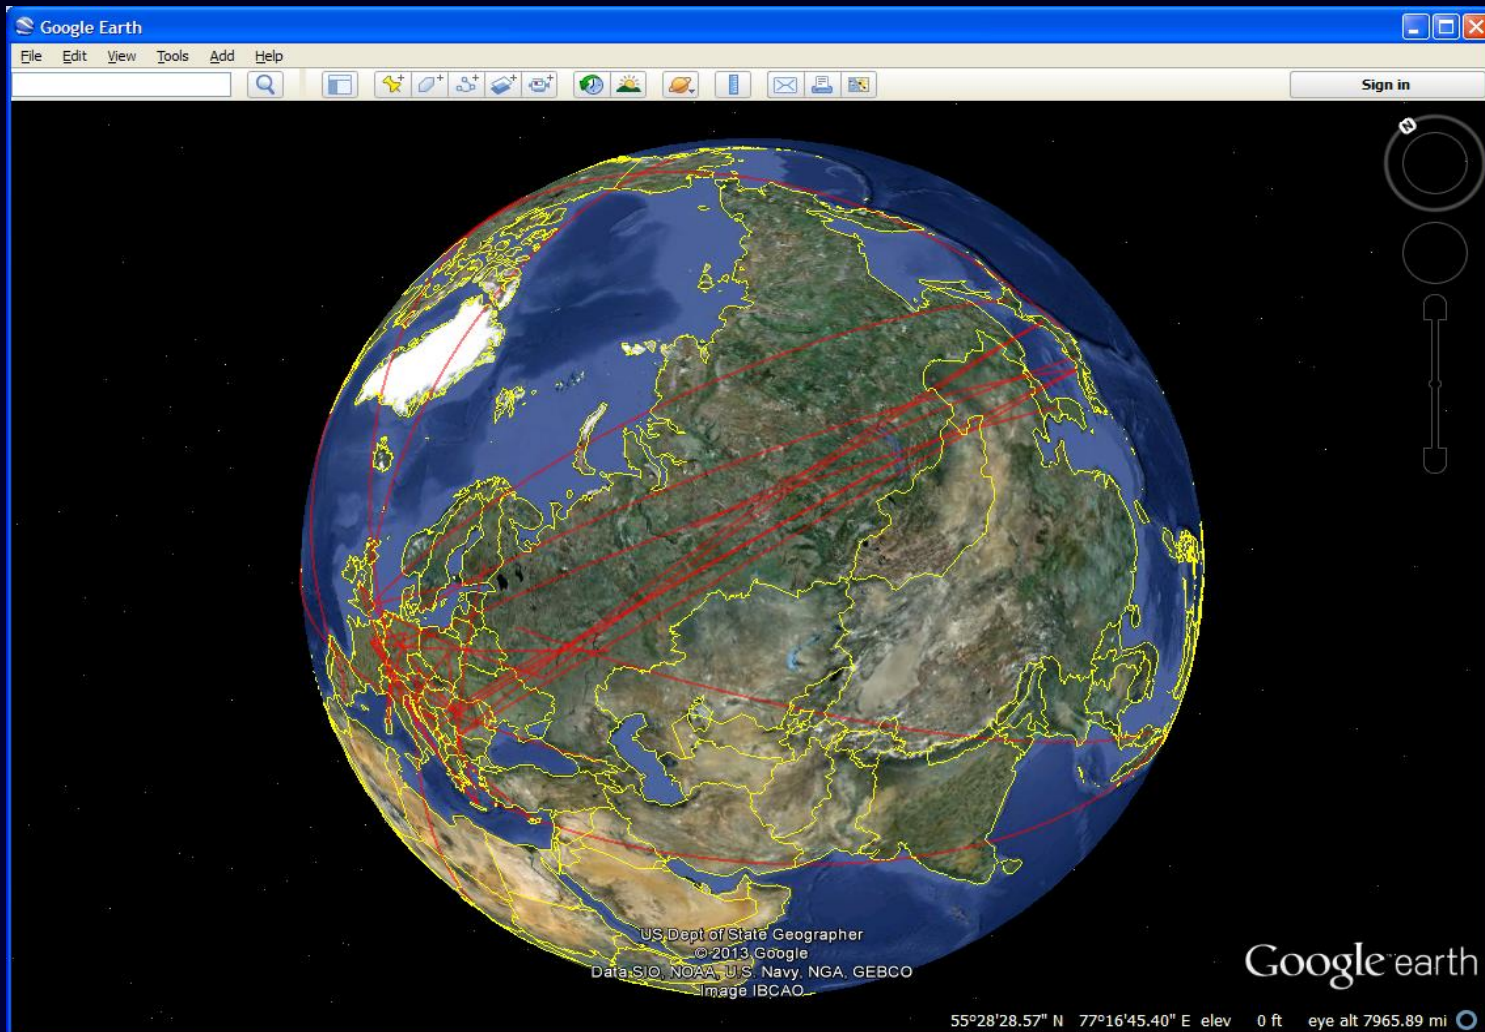 Google Earth
File Edit View Tools Add Help
Sign in
N
US Dept of State Geographer
© 2013 Google
Data SIO, NOAA, U.S. Navy, NGA, GEBCO
Image IBCAO
Google earth
55°28'28.57" N 77°16'45.40" E elev 0 ft eye alt 7965.89 mi